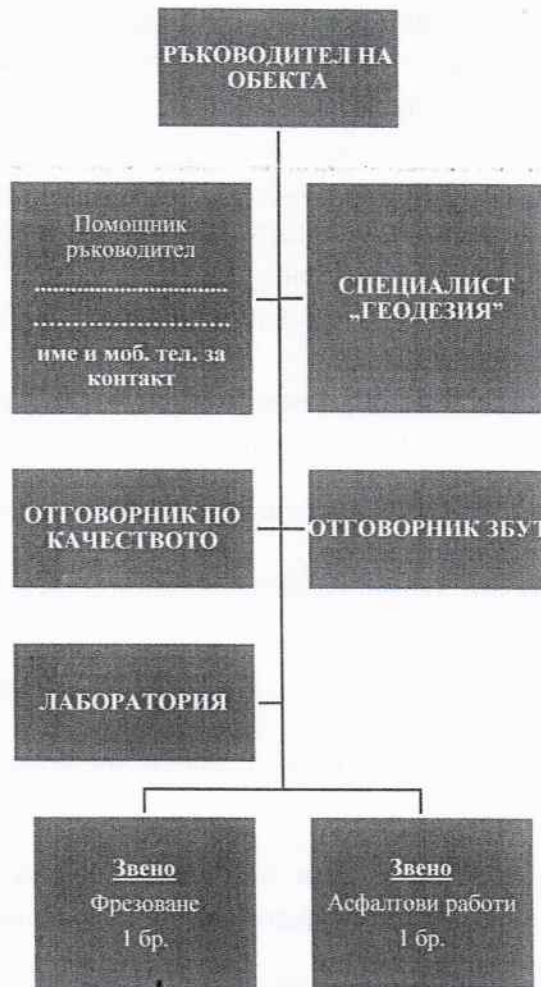 РЪКОВОДИТЕЛ НА
ОБЕКТА
Помощник
ръководител
..............................
..............................
име и моб. тел. за
контакт
СПЕЦИАЛИСТ
„ГЕОДЕЗИЯ”
ОТГОВОРНИК ПО
КАЧЕСТВОТО
ОТГОВОРНИК ЗБУТ
ЛАБОРАТОРИЯ
Звено
Фрезоване
1 бр.
Звено
Асфалтови работи
1 бр.